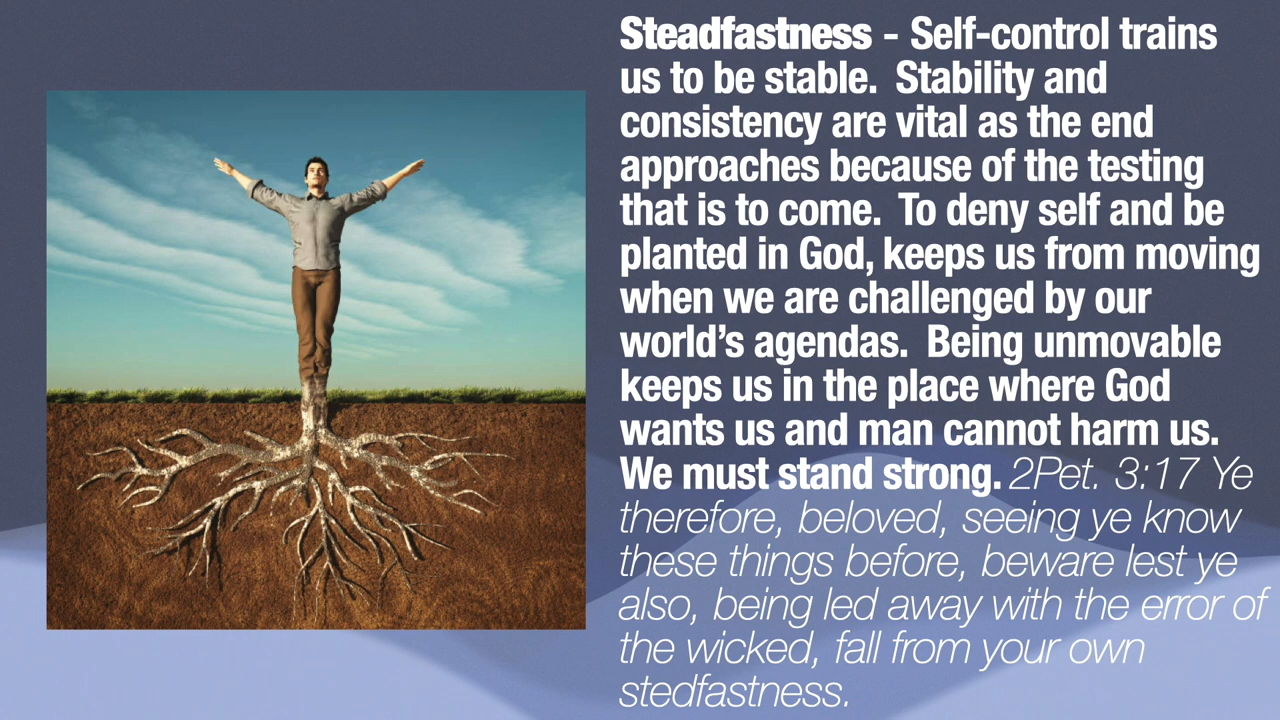 Steadfastness - Self-control trains
us to be stable.  Stability and
consistency are vital as the end
approaches because of the testing
that is to come.  To deny self and be
planted in God, keeps us from moving
when we are challenged by our
world’s agendas.  Being unmovable
keeps us in the place where God
wants us and man cannot harm us.
We must stand strong. 2Pet. 3:17 Ye
therefore, beloved, seeing ye know
these things before, beware lest ye
also, being led away with the error of
the wicked, fall from your own
stedfastness.